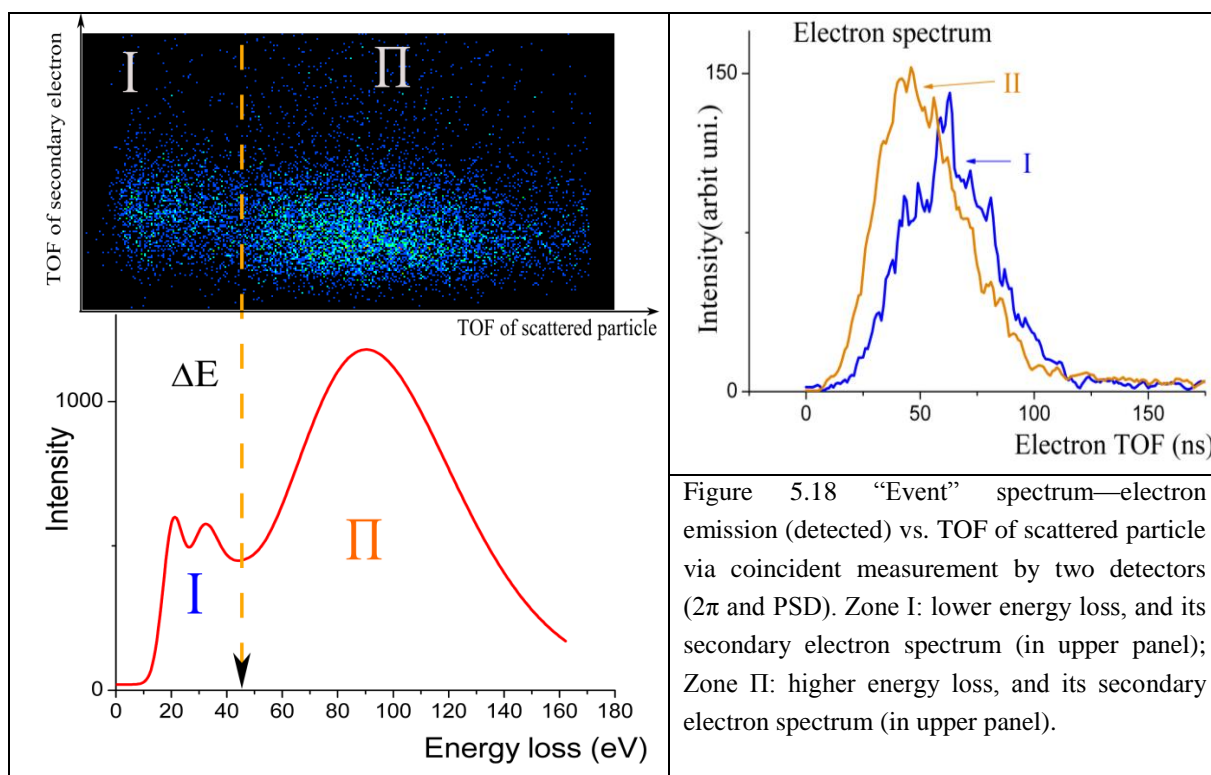 TOF of secondary electron
I
Π
TOF of scattered particle
ΔE
Intensity
1000
0
I
Π
0 20 40 60 80 100 120 140 160 180
Energy loss (eV)
Electron spectrum
Intensity(arbit uni.)
150
0
II
I
0 50 100 150
Electron TOF (ns)
Figure 5.18 “Event” spectrum—electron
emission (detected) vs. TOF of scattered particle
via coincident measurement by two detectors
(2π and PSD). Zone I: lower energy loss, and its
secondary electron spectrum (in upper panel);
Zone Π: higher energy loss, and its secondary
electron spectrum (in upper panel).